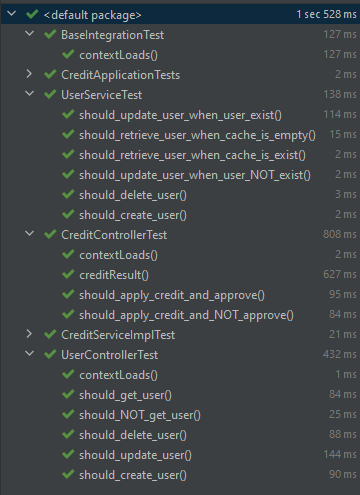 <default package> 1 sec 528 ms
BaseIntegrationTest 127 ms
contextLoads() 127 ms
CreditApplicationTests 2 ms
UserServiceTest 138 ms
should_update_user_when_user_exist() 114 ms
should_retrieve_user_when_cache_is_empty() 15 ms
should_retrieve_user_when_cache_is_exist() 2 ms
should_update_user_when_user_NOT_exist() 2 ms
should_delete_user() 3 ms
should_create_user() 2 ms
CreditControllerTest 808 ms
contextLoads() 2 ms
creditResult() 627 ms
should_apply_credit_and_approve() 95 ms
should_apply_credit_and_NOT_approve() 84 ms
CreditServiceImplTest 21 ms
UserControllerTest 432 ms
contextLoads() 1 ms
should_get_user() 84 ms
should_NOT_get_user() 25 ms
should_delete_user() 88 ms
should_update_user() 144 ms
should_create_user() 90 ms